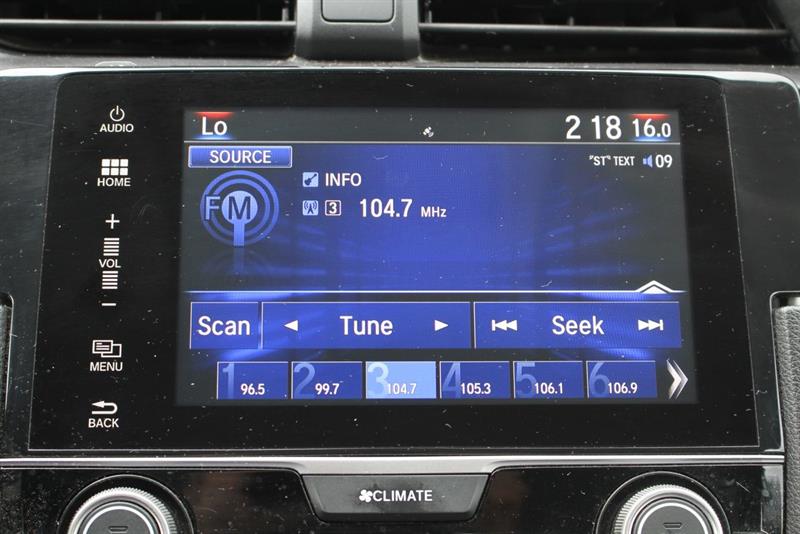 AUDIO
HOME
+
VOL
−
MENU
BACK
Lo
2 18 16.0
SOURCE
"ST" TEXT 09
FM
INFO
3 104.7 MHz
Scan ◄ Tune ► Seek
1 96.5 2 99.7 3 104.7 4 105.3 5 106.1 6 106.9
CLIMATE